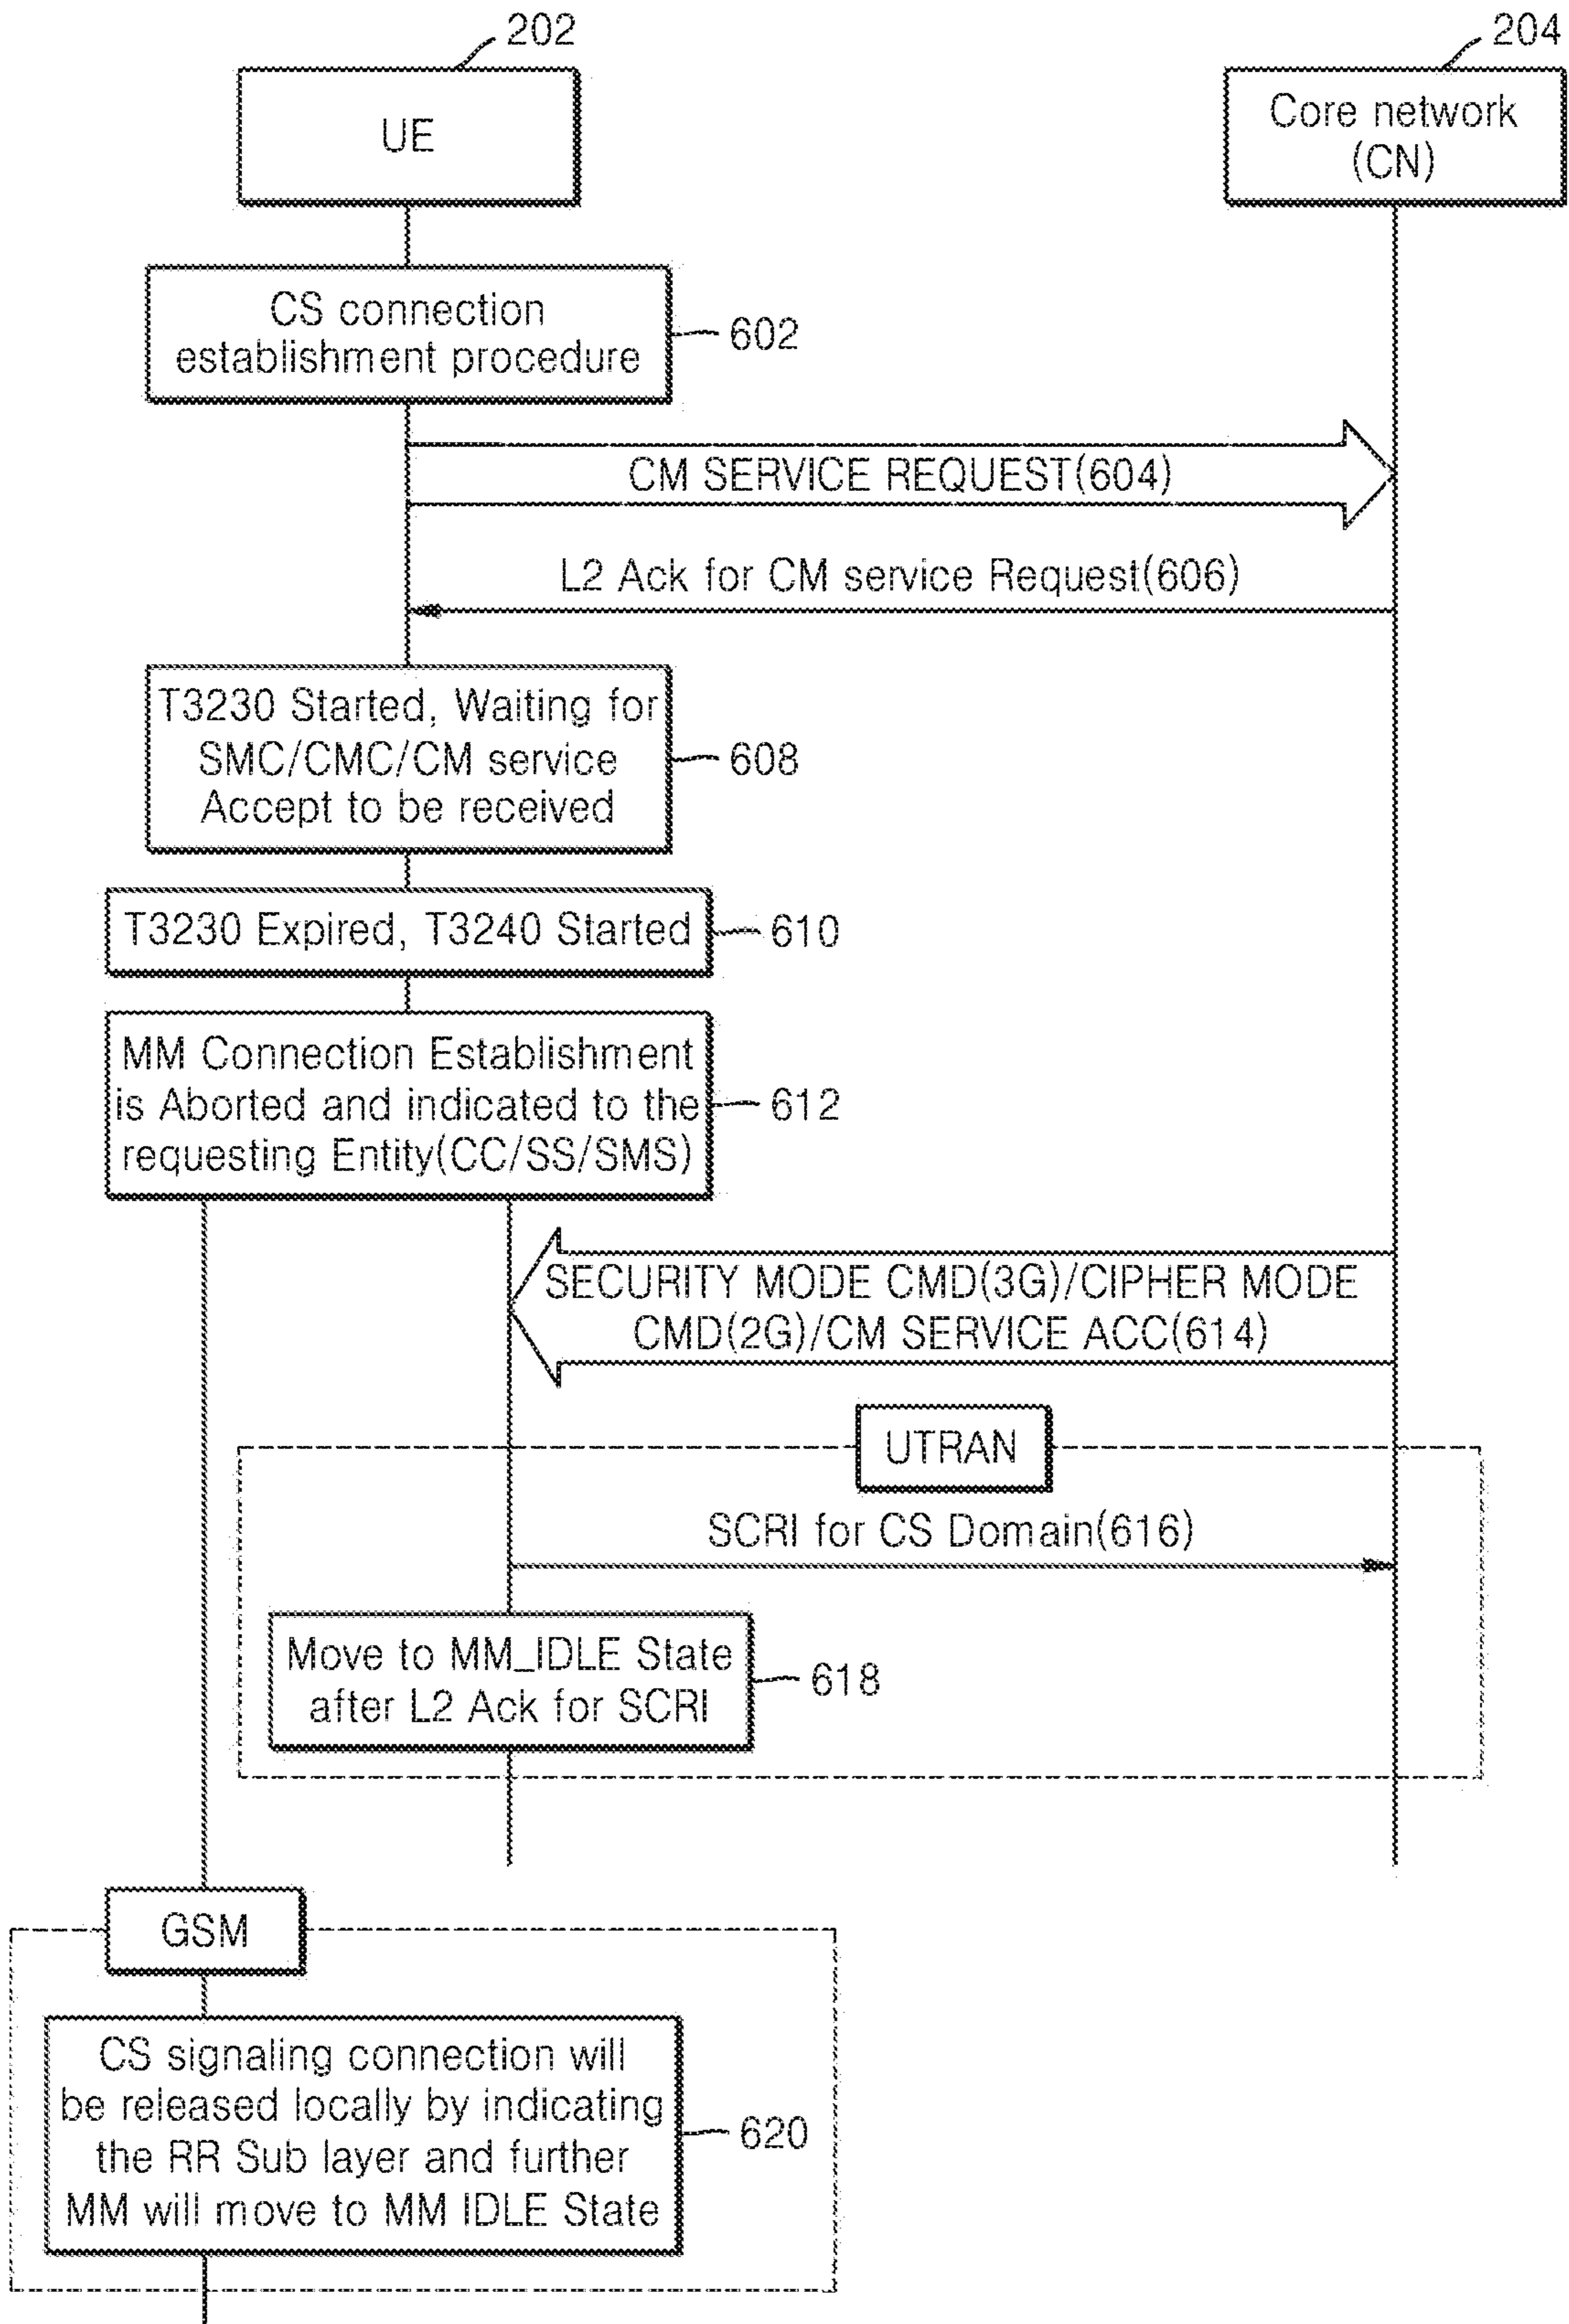 202
204
UE
Core network
(CN)
CS connection
establishment procedure
602
CM SERVICE REQUEST(604)
L2 Ack for CM service Request(606)
T3230 Started, Waiting for
SMC/CMC/CM service
Accept to be received
608
T3230 Expired, T3240 Started
610
MM Connection Establishment
is Aborted and indicated to the
requesting Entity(CC/SS/SMS)
612
SECURITY MODE CMD(3G)/CIPHER MODE
CMD(2G)/CM SERVICE ACC(614)
UTRAN
SCRI for CS Domain(616)
Move to MM_IDLE State
after L2 Ack for SCRI
618
GSM
CS signaling connection will
be released locally by indicating
the RR Sub layer and further
MM will move to MM IDLE State
620